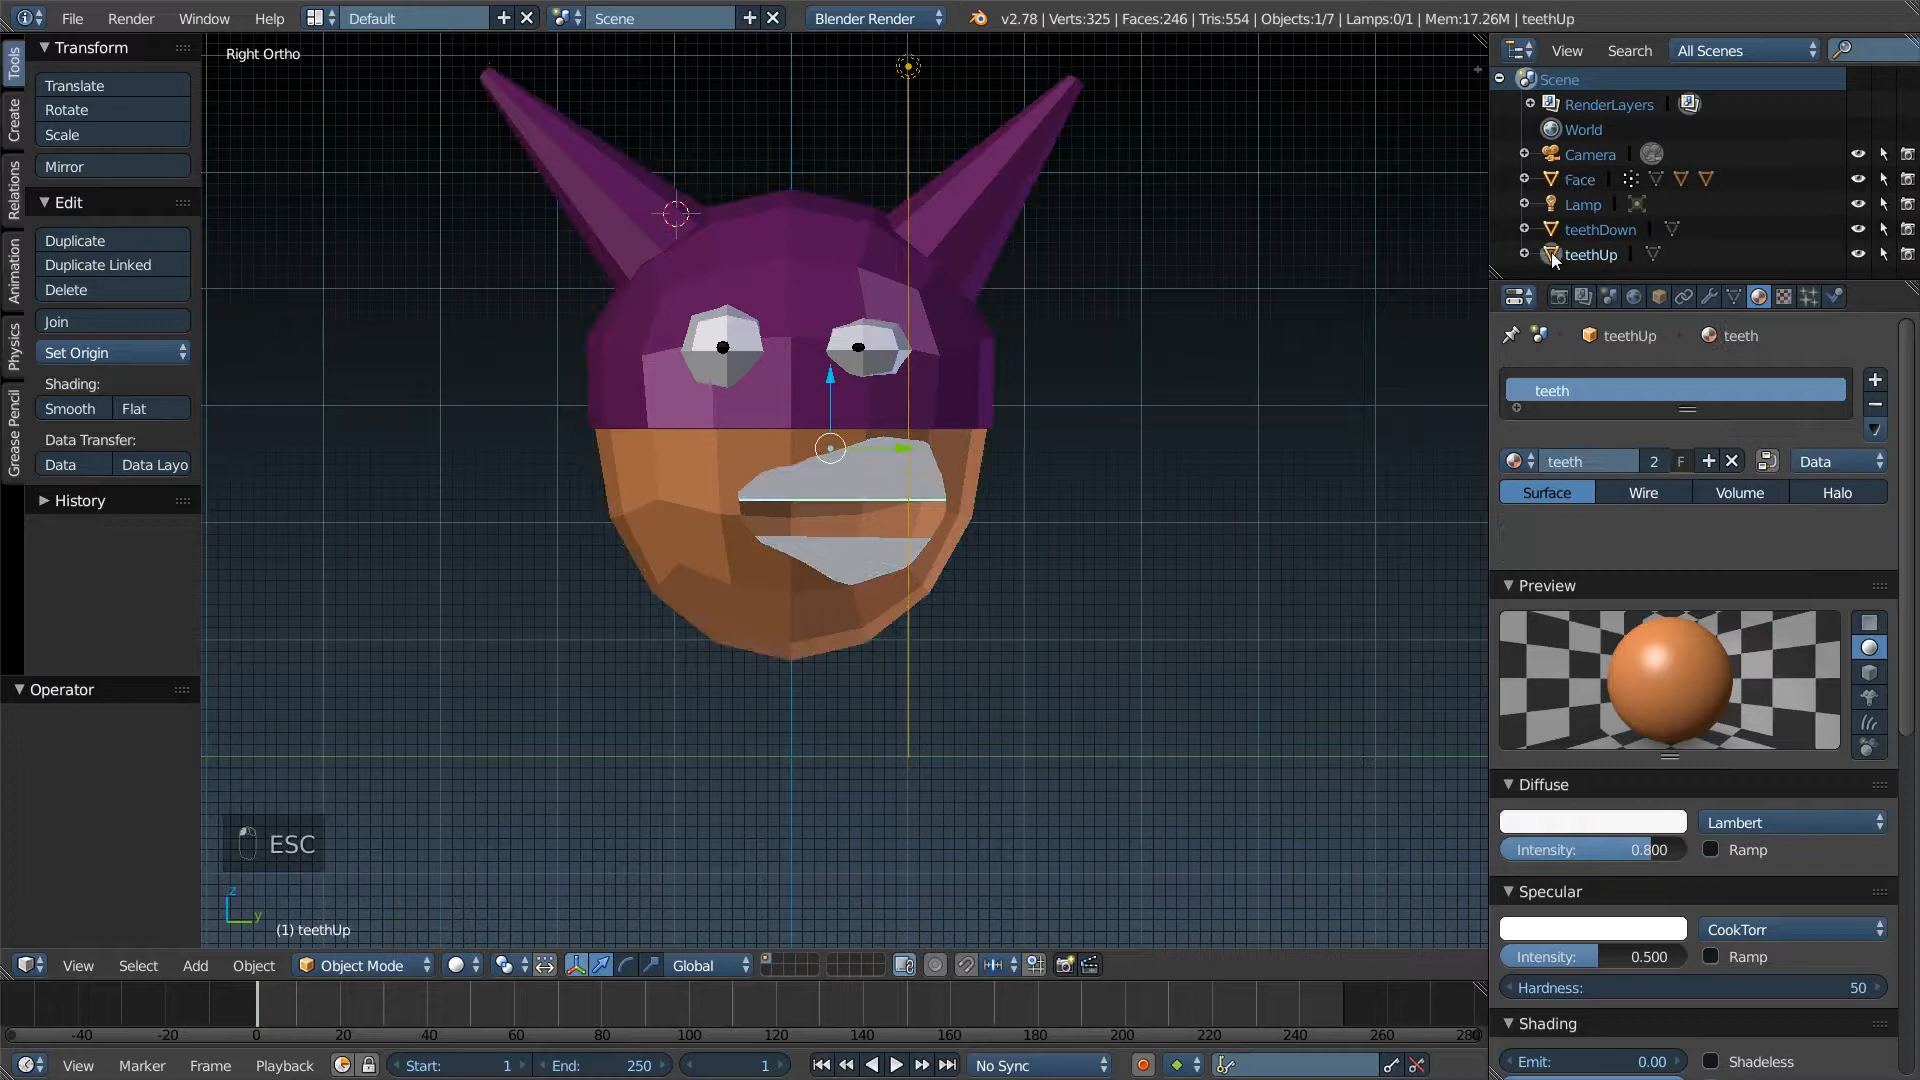 File Render Window Help Default Scene Blender Render v2.78 | Verts:325 | Faces:246 | Tris:554 | Objects:1/7 | Lamps:0/1 | Mem:17.26M | teethUp
Tools
Create
Relations
Animation
Physics
Grease Pencil
Transform
Translate
Rotate
Scale
Mirror
Edit
Duplicate
Duplicate Linked
Delete
Join
Set Origin
Shading:
Smooth Flat
Data Transfer:
Data Data Layo
History
Operator
Right Ortho
ESC
z
y
(1) teethUp
View Select Add Object Object Mode Global
-40 -20 0 20 40 60 80 100 120 140 160 180 200 220 240 260 280
View Marker Frame Playback Start: 1 End: 250 1 No Sync
View Search All Scenes
Scene
RenderLayers
World
Camera
Face
Lamp
teethDown
teethUp
teethUp teeth
teeth
teeth 2 F Data
Surface Wire Volume Halo
Preview
Diffuse
Lambert
Intensity: 0.800 Ramp
Specular
CookTorr
Intensity: 0.500 Ramp
Hardness: 50
Shading
Emit: 0.00 Shadeless